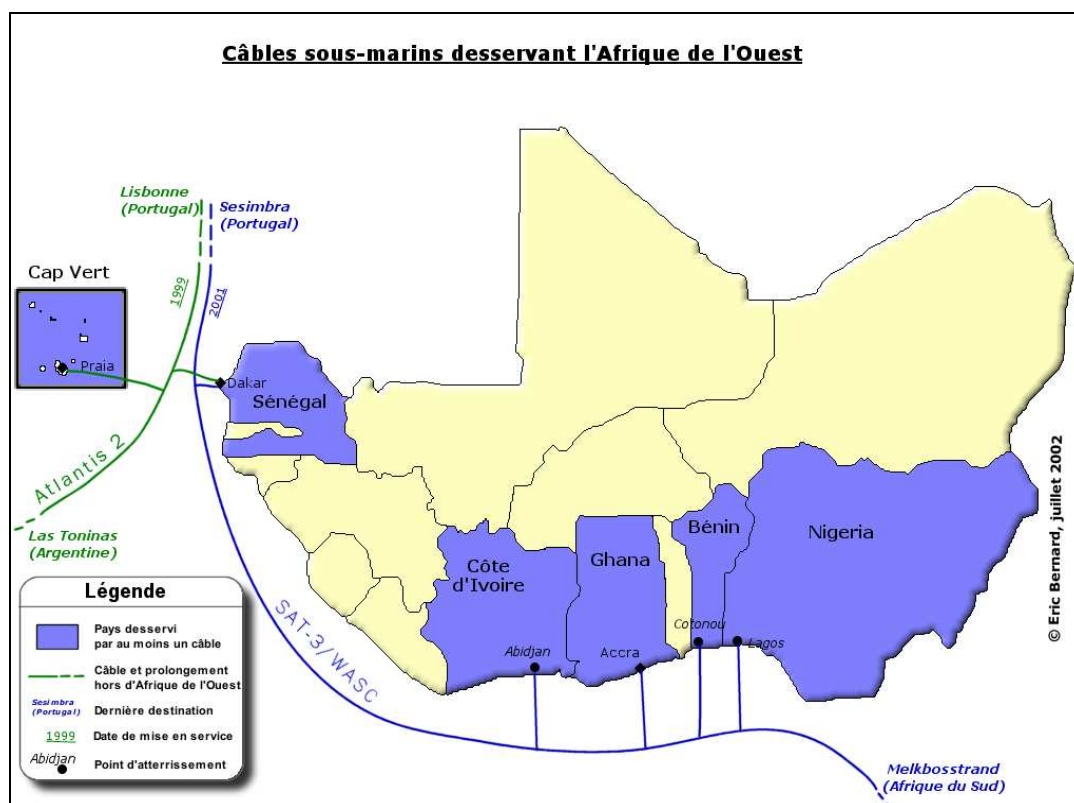 Câbles sous-marins desservant l'Afrique de l'Ouest
Lisbonne
(Portugal)
Sesimbra
(Portugal)
Cap Vert
1999
2001
Praia
Dakar
Sénégal
Atlantis 2
Las Toninas
(Argentine)
Côte
d'Ivoire
Ghana
Bénin
Nigeria
Abidjan
Accra
Cotonou
Lagos
SAT-3/WASC
Melkbosstrand
(Afrique du Sud)
© Eric Bernard, juillet 2002
Légende
Pays desservi
par au moins un câble
Câble et prolongement
hors d'Afrique de l'Ouest
Sesimbra
(Portugal)
Dernière destination
1999
Date de mise en service
Abidjan
Point d'atterrissement